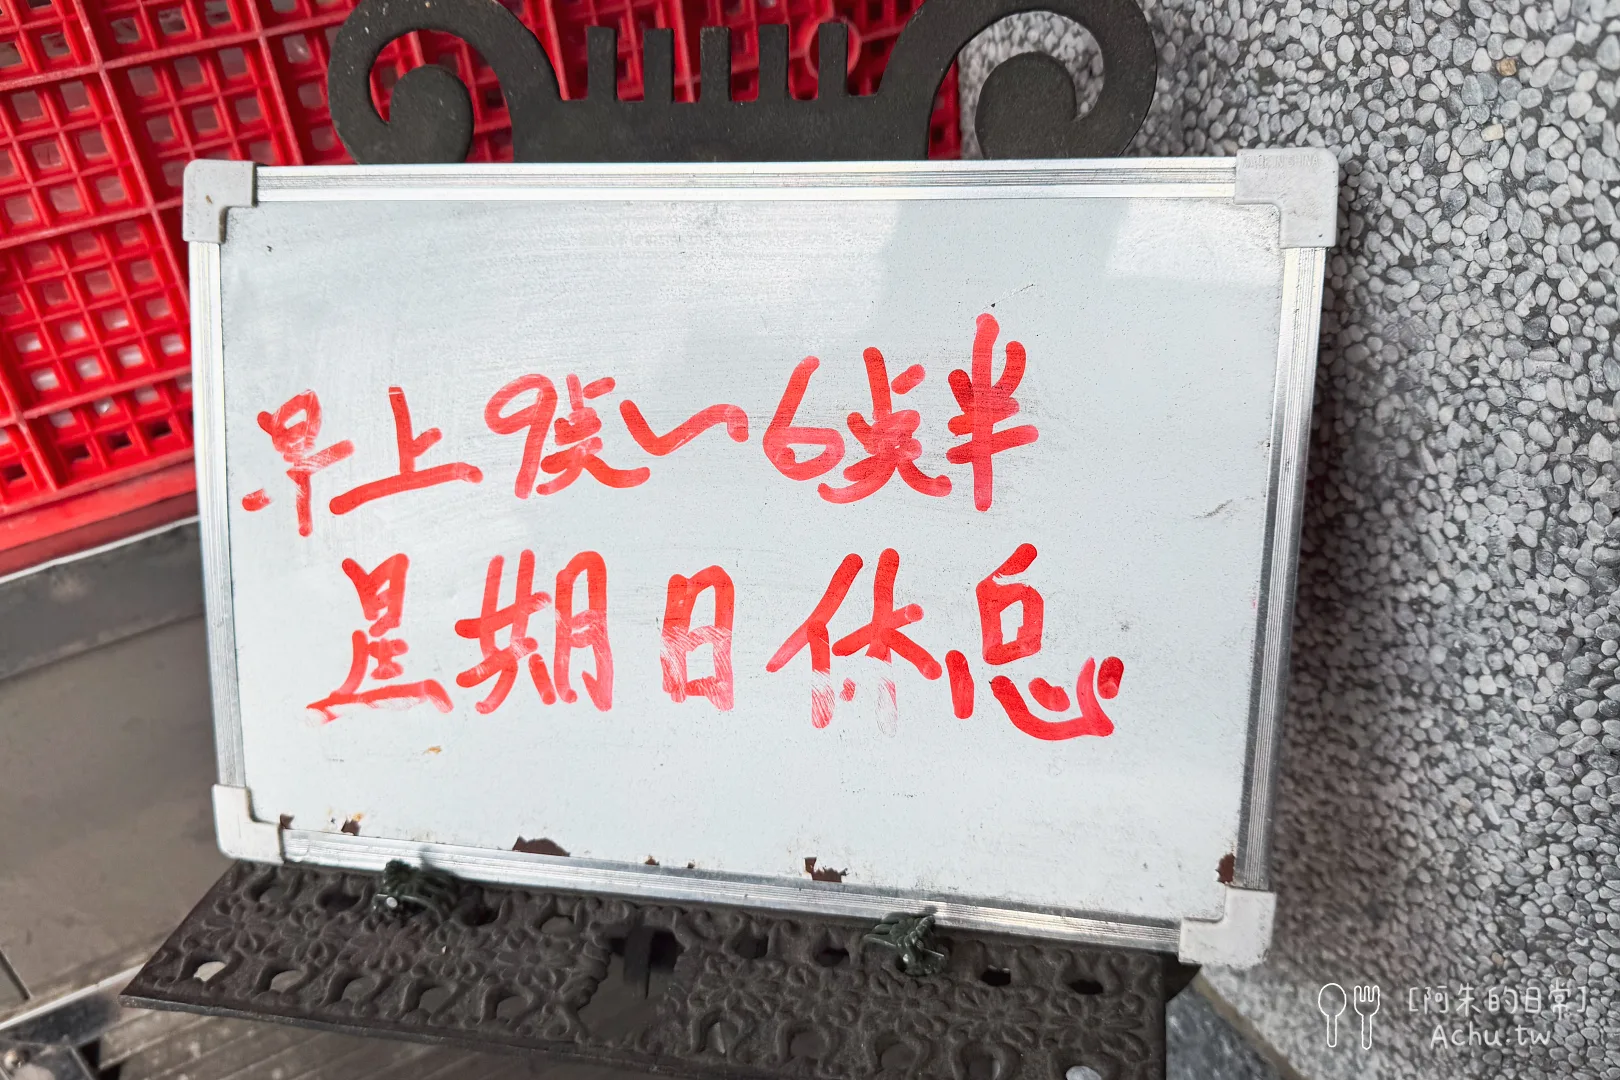 早上9点~6点半
星期日休息
[阿朱的日常]
Achu.tw